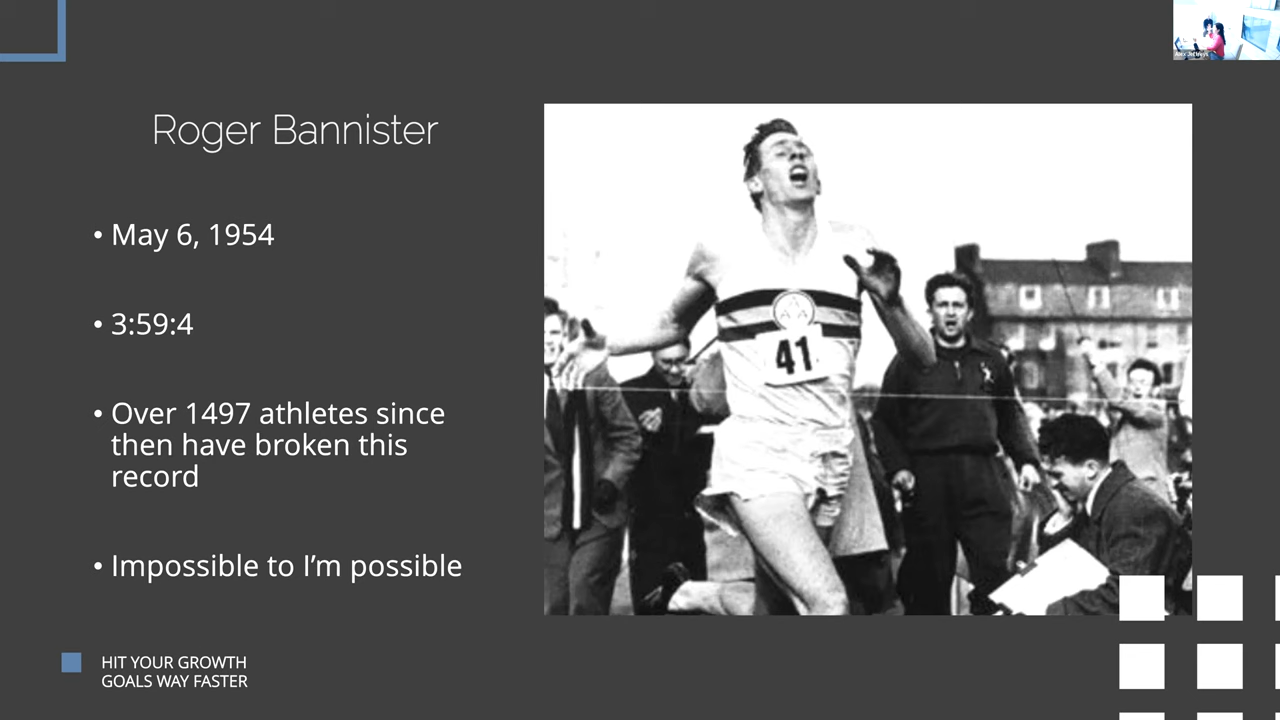 Roger Bannister
• May 6, 1954
• 3:59:4
• Over 1497 athletes since
then have broken this
record
• Impossible to I'm possible
41
HIT YOUR GROWTH
GOALS WAY FASTER